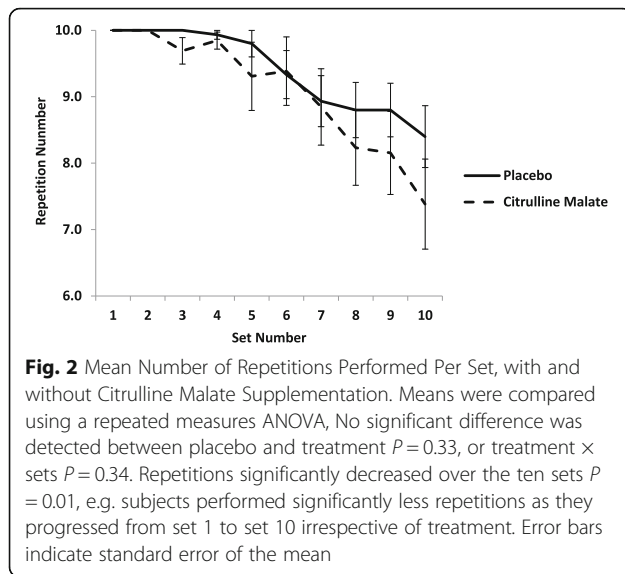 10.0
9.0
8.0
7.0
6.0
Repetition Nunmber
1 2 3 4 5 6 7 8 9 10
Set Number
Placebo
Citrulline Malate
Fig. 2 Mean Number of Repetitions Performed Per Set, with and
without Citrulline Malate Supplementation. Means were compared
using a repeated measures ANOVA, No significant difference was
detected between placebo and treatment P = 0.33, or treatment ×
sets P = 0.34. Repetitions significantly decreased over the ten sets P
= 0.01, e.g. subjects performed significantly less repetitions as they
progressed from set 1 to set 10 irrespective of treatment. Error bars
indicate standard error of the mean